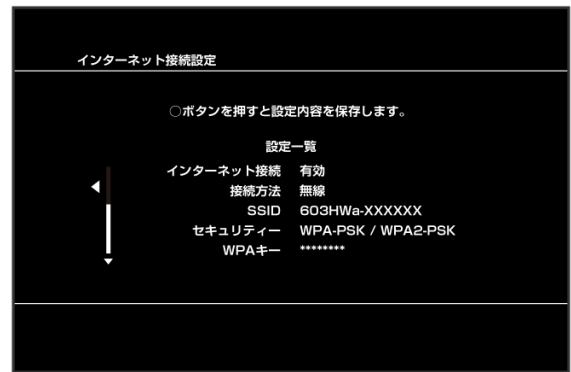 インターネット接続設定
○ボタンを押すと設定内容を保存します。
設定一覧
インターネット接続 有効
接続方法 無線
SSID 603HWa-XXXXXX
セキュリティー WPA-PSK / WPA2-PSK
WPAキー ********